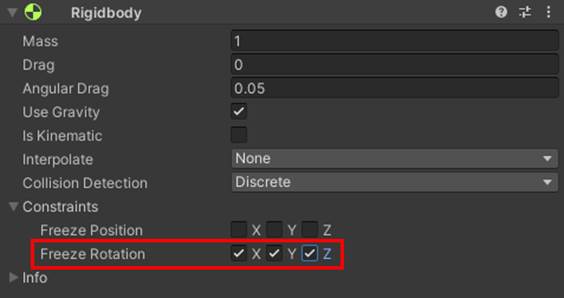 Rigidbody
Mass 1
Drag 0
Angular Drag 0.05
Use Gravity
Is Kinematic
Interpolate None
Collision Detection Discrete
Constraints
Freeze Position X Y Z
Freeze Rotation X Y Z
Info